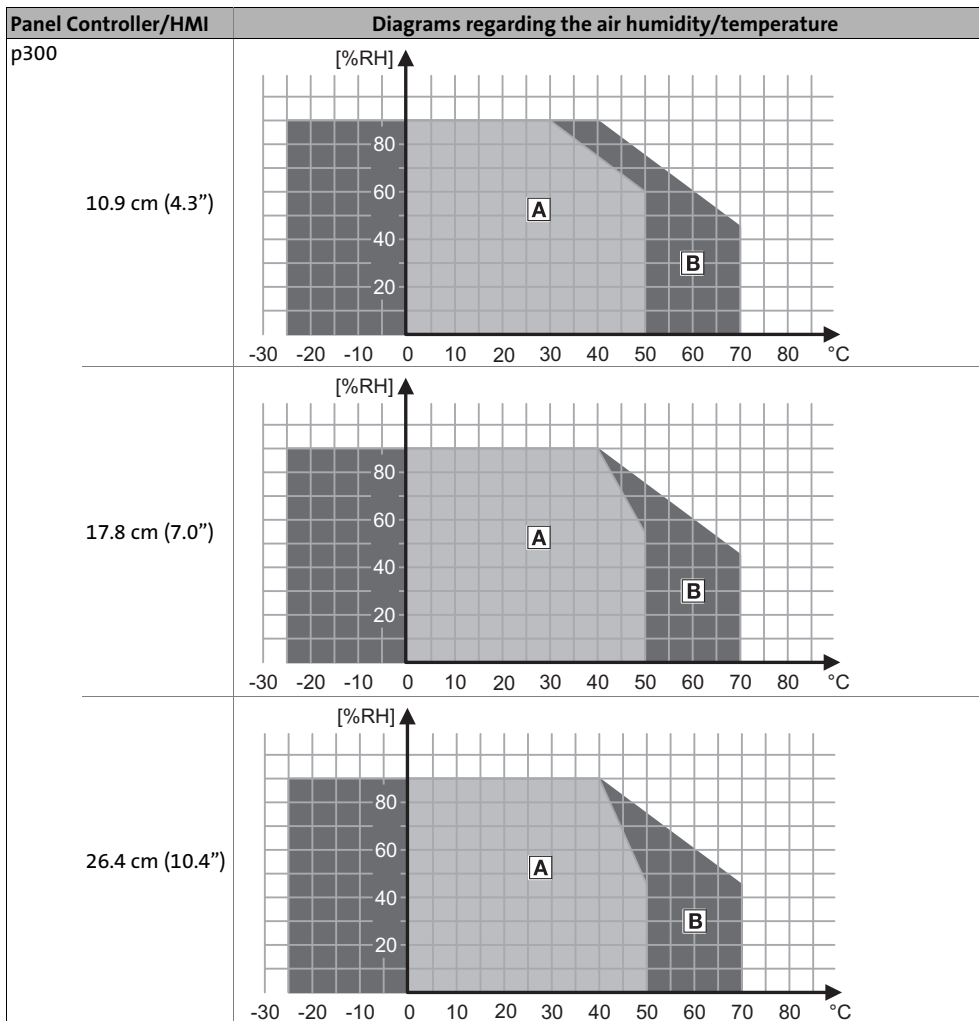 Panel Controller/HMI Diagrams regarding the air humidity/temperature
p300
10.9 cm (4.3”)
[%RH]
80
60
40
20
A
B
-30 -20 -10 0 10 20 30 40 50 60 70 80 °C
17.8 cm (7.0”)
[%RH]
80
60
40
20
A
B
-30 -20 -10 0 10 20 30 40 50 60 70 80 °C
26.4 cm (10.4”)
[%RH]
80
60
40
20
A
B
-30 -20 -10 0 10 20 30 40 50 60 70 80 °C